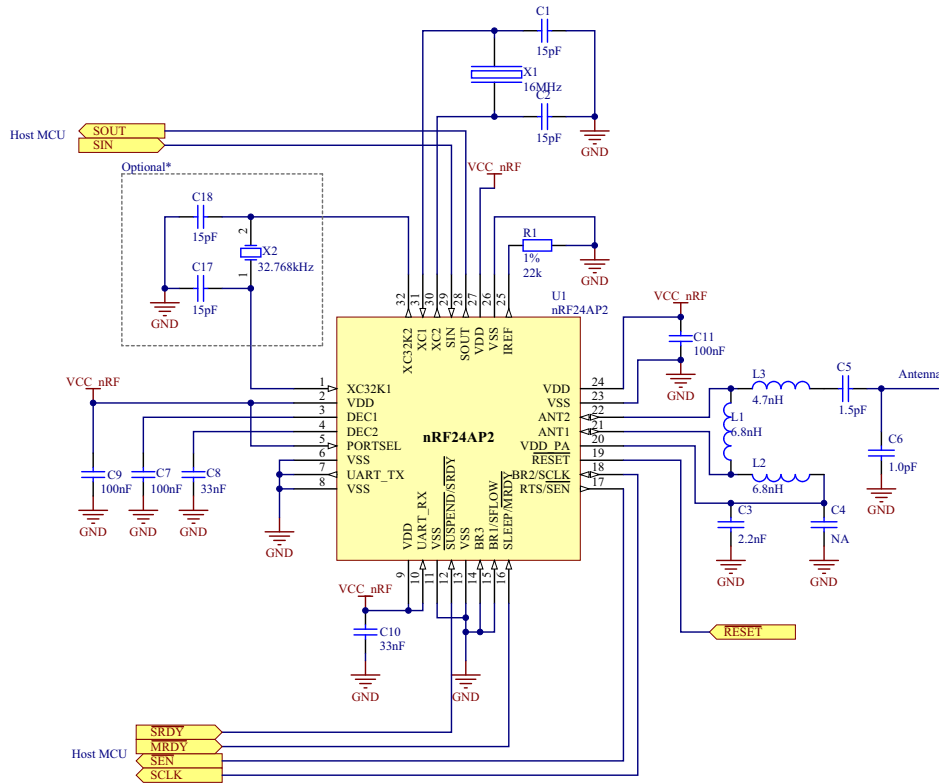 C1
15pF
X1
16MHz
C2
15pF
GND
Host MCU
SOUT
SIN
VCC_nRF
Optional*
C18
15pF
2
X2
32.768kHz
1
C17
15pF
GND
R1
1%
22k
GND
32
31
30
29
28
27
26
25
XC32K2
XC1
XC2
SIN
SOUT
VDD
VSS
IREF
U1
nRF24AP2
VCC_nRF
C11
100nF
GND
VCC_nRF
1 XC32K1
2 VDD
3 DEC1
4 DEC2
5 PORTSEL
6 VSS
7 UART_TX
8 VSS
nRF24AP2
VDD 24
VSS 23
ANT2 22
ANT1 21
VDD_PA 20
RESET 19
BR2/SCLK 18
RTS/SEN 17
L3
4.7nH
C5
1.5pF
Antenna
L1
6.8nH
L2
6.8nH
C6
1.0pF
GND
C3
2.2nF
GND
C4
NA
GND
C9
100nF
GND
C7
100nF
GND
C8
33nF
GND
GND
VDD
UART_RX
VSS
SUSPEND/SRDY
VSS
BR3
BR1/SFLOW
SLEEP/MRDY
9
10
11
12
13
14
15
16
VCC_nRF
C10
33nF
GND
GND
RESET
Host MCU
SRDY
MRDY
SEN
SCLK